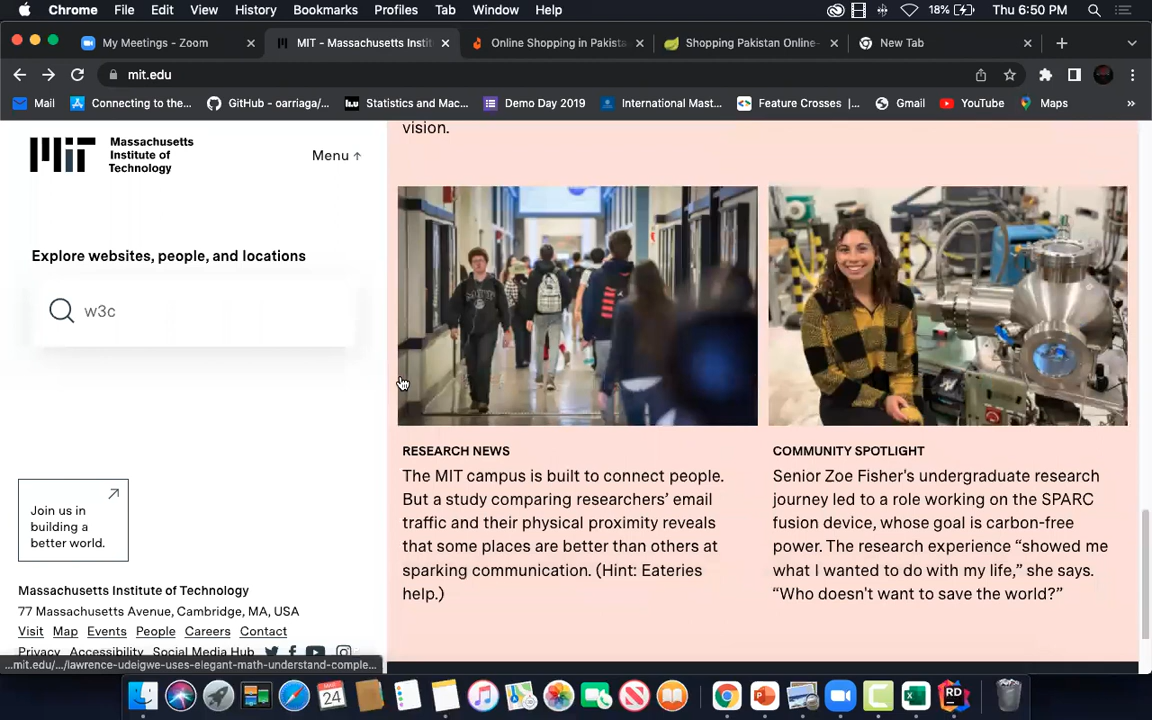 Chrome File Edit View History Bookmarks Profiles Tab Window Help 18% Thu 6:50 PM
My Meetings - Zoom MIT - Massachusetts Insti Online Shopping in Pakista Shopping Pakistan Online- New Tab
mit.edu
Mail Connecting to the... GitHub - oarriaga/... Statistics and Mac... Demo Day 2019 International Mast... Feature Crosses |... Gmail YouTube Maps »
Massachusetts
Institute of
Technology
Menu ↑
Explore websites, people, and locations
w3c
Join us in
building a
better world.
Massachusetts Institute of Technology
77 Massachusetts Avenue, Cambridge, MA, USA
Visit Map Events People Careers Contact
Privacy Accessibility Social Media Hub
...mit.edu/.../lawrence-udeigwe-uses-elegant-math-understand-comple...
vision.
RESEARCH NEWS
The MIT campus is built to connect people.
But a study comparing researchers’ email
traffic and their physical proximity reveals
that some places are better than others at
sparking communication. (Hint: Eateries
help.)
COMMUNITY SPOTLIGHT
Senior Zoe Fisher's undergraduate research
journey led to a role working on the SPARC
fusion device, whose goal is carbon-free
power. The research experience “showed me
what I wanted to do with my life,” she says.
“Who doesn't want to save the world?”
24
RD